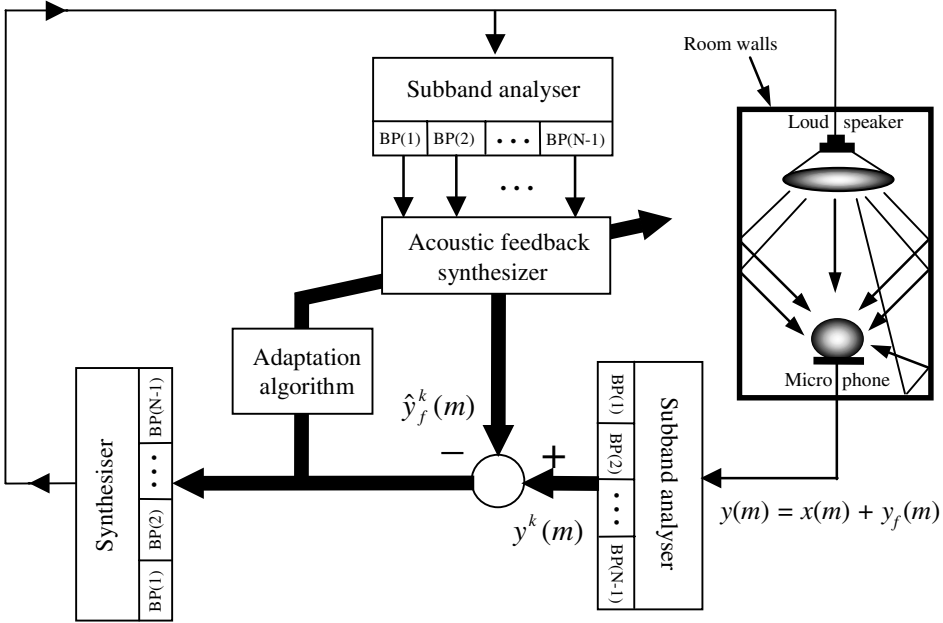 Room walls
Subband analyser
BP(1) BP(2) ··· BP(N-1)
Loud speaker
···
Acoustic feedback
synthesizer
Adaptation
algorithm
Micro phone
ŷ_f^k(m)
− +
y^k(m)
y(m) = x(m) + y_f(m)
Synthesiser
BP(1) BP(2) ··· BP(N-1)
BP(1)
BP(2)
···
BP(N-1)
Subband analyser